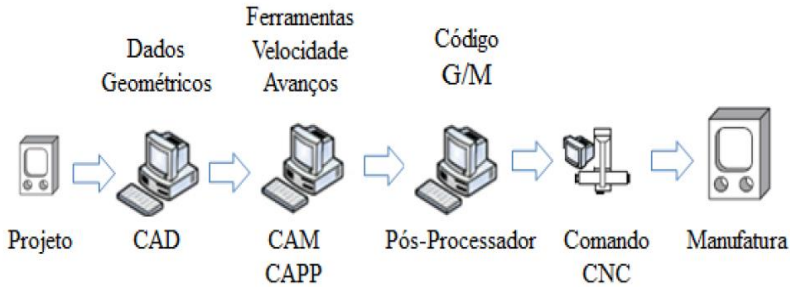 Dados
Geométricos
Ferramentas
Velocidade
Avanços
Código
G/M
Projeto
CAD
CAM
CAPP
Pós-Processador
Comando
CNC
Manufatura